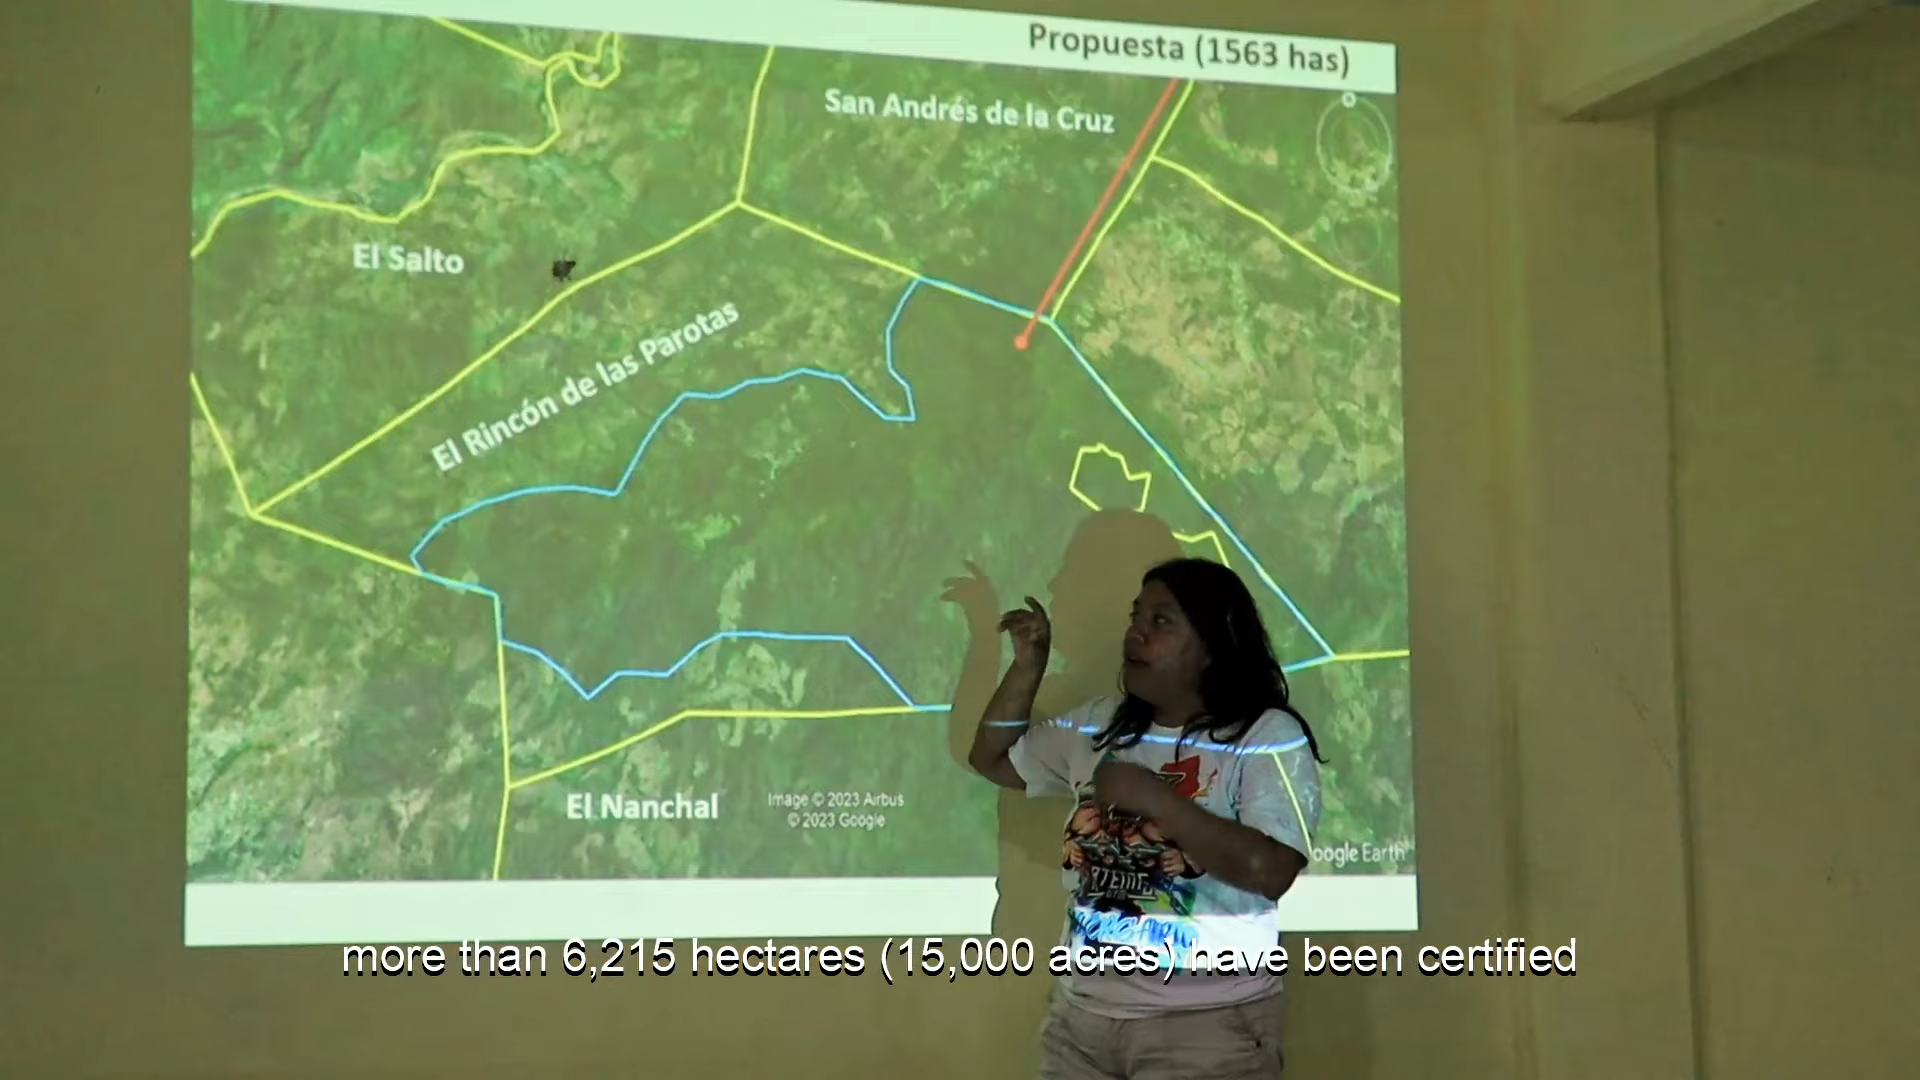 Propuesta (1563 has)
San Andrés de la Cruz
El Salto
El Rincón de las Parotas
El Nanchal
Image © 2023 Airbus
© 2023 Google
oogle Earth
more than 6,215 hectares (15,000 acres) have been certified